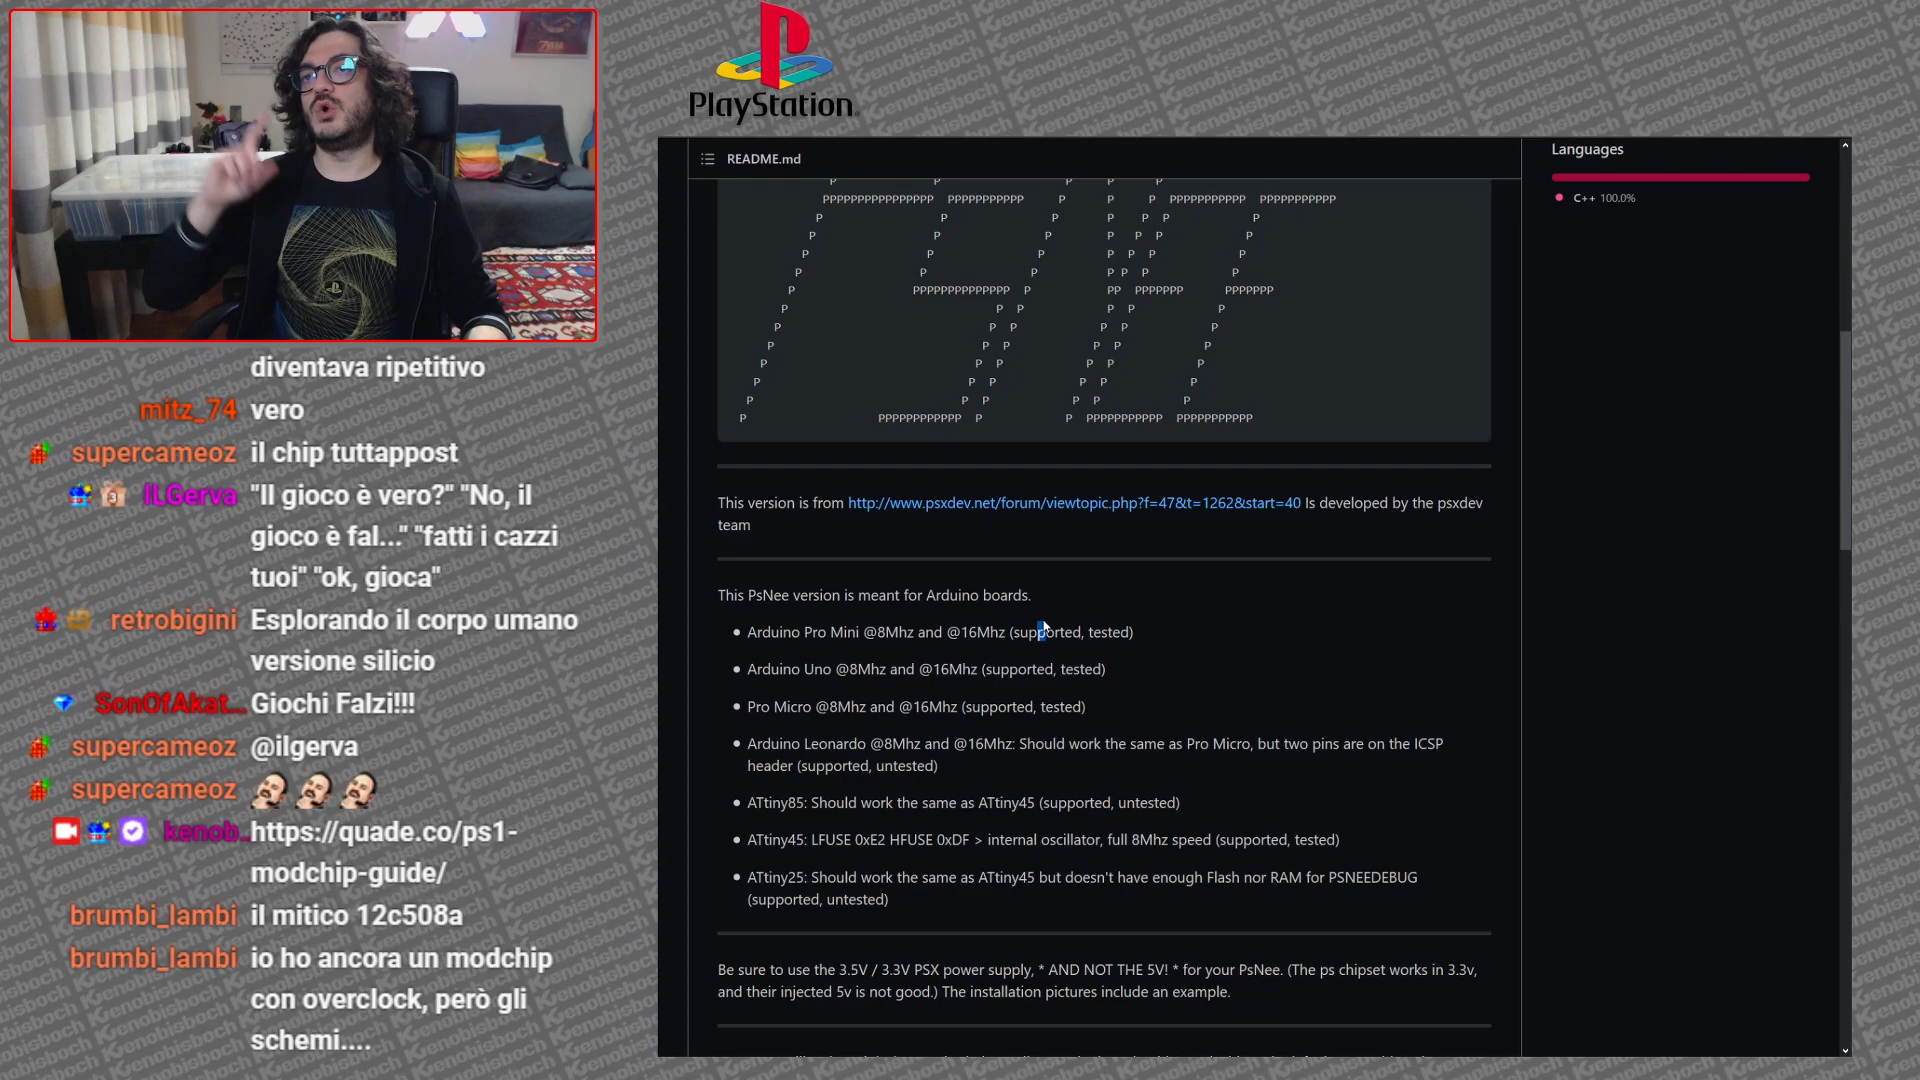 PlayStation
diventava ripetitivo
mitz_74 vero
supercameoz il chip tuttappost
ILGerva "Il gioco è vero?" "No, il
gioco è fal..." "fatti i cazzi
tuoi" "ok, gioca"
retrobigini Esplorando il corpo umano
versione silicio
SonOfAkat... Giochi Falzi!!!
supercameoz @ilgerva
supercameoz
kenob... https://quade.co/ps1-
modchip-guide/
brumbi_lambi il mitico 12c508a
brumbi_lambi io ho ancora un modchip
con overclock, però gli
schemi....
README.md
This version is from http://www.psxdev.net/forum/viewtopic.php?f=47&t=1262&start=40 Is developed by the psxdev
team
This PsNee version is meant for Arduino boards.
Arduino Pro Mini @8Mhz and @16Mhz (supported, tested)
Arduino Uno @8Mhz and @16Mhz (supported, tested)
Pro Micro @8Mhz and @16Mhz (supported, tested)
Arduino Leonardo @8Mhz and @16Mhz: Should work the same as Pro Micro, but two pins are on the ICSP
header (supported, untested)
ATtiny85: Should work the same as ATtiny45 (supported, untested)
ATtiny45: LFUSE 0xE2 HFUSE 0xDF > internal oscillator, full 8Mhz speed (supported, tested)
ATtiny25: Should work the same as ATtiny45 but doesn't have enough Flash nor RAM for PSNEEDEBUG
(supported, untested)
Be sure to use the 3.5V / 3.3V PSX power supply, * AND NOT THE 5V! * for your PsNee. (The ps chipset works in 3.3v,
and their injected 5v is not good.) The installation pictures include an example.
Languages
C++ 100.0%
Kenobisboch